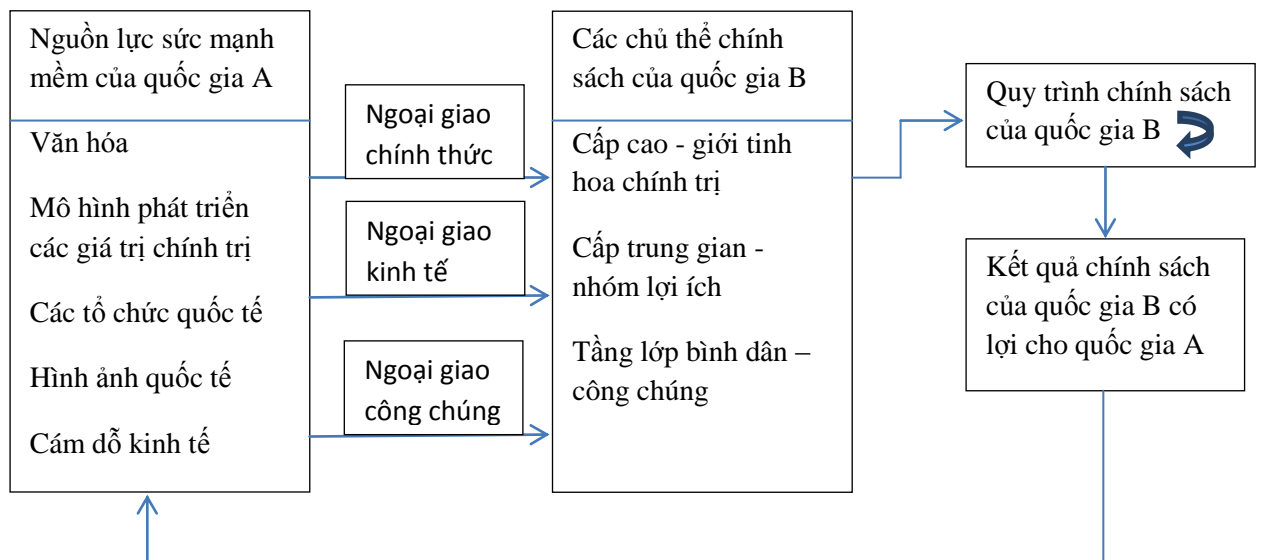 Nguồn lực sức mạnh
mềm của quốc gia A
Văn hóa
Mô hình phát triển
các giá trị chính trị
Các tổ chức quốc tế
Hình ảnh quốc tế
Cám dỗ kinh tế
Ngoại giao
chính thức
Ngoại giao
kinh tế
Ngoại giao
công chúng
Các chủ thể chính
sách của quốc gia B
Cấp cao - giới tinh
hoa chính trị
Cấp trung gian -
nhóm lợi ích
Tầng lớp bình dân –
công chúng
Quy trình chính sách
của quốc gia B
Kết quả chính sách
của quốc gia B có
lợi cho quốc gia A